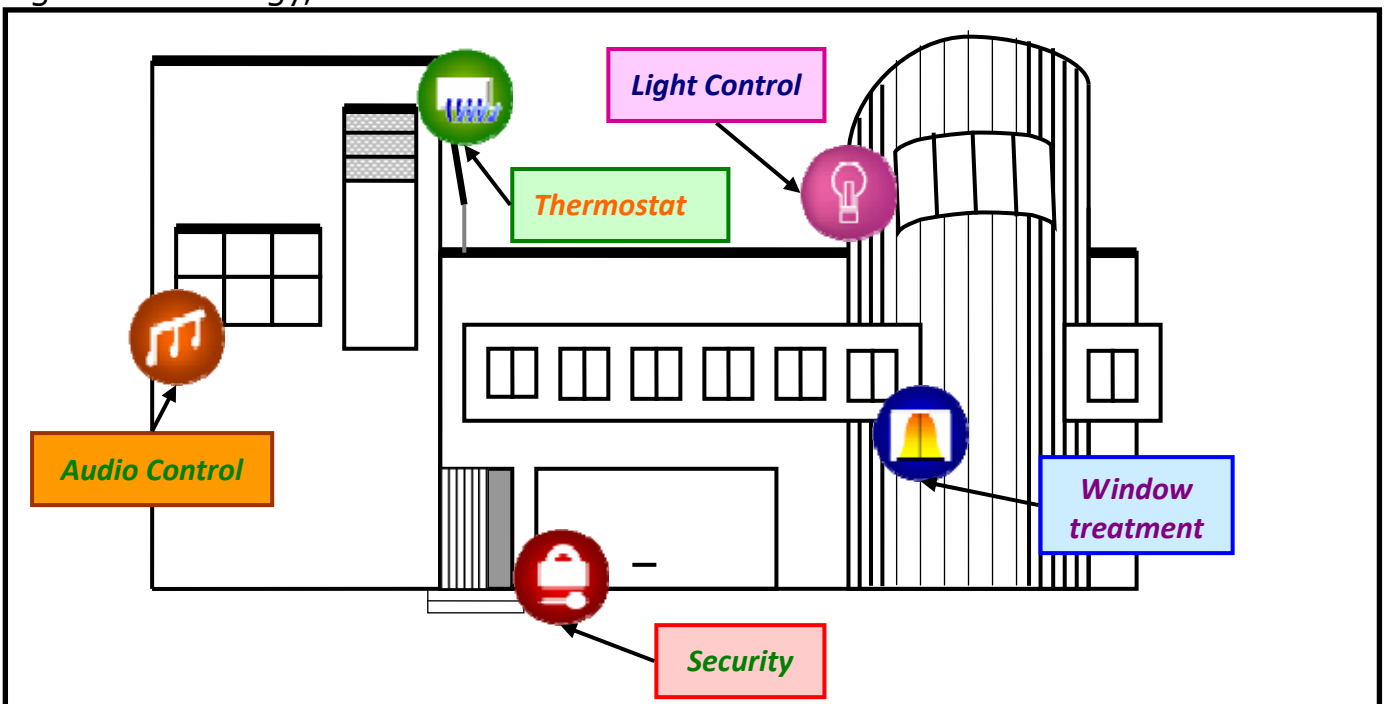 Light Control
Thermostat
Audio Control
Window
treatment
Security